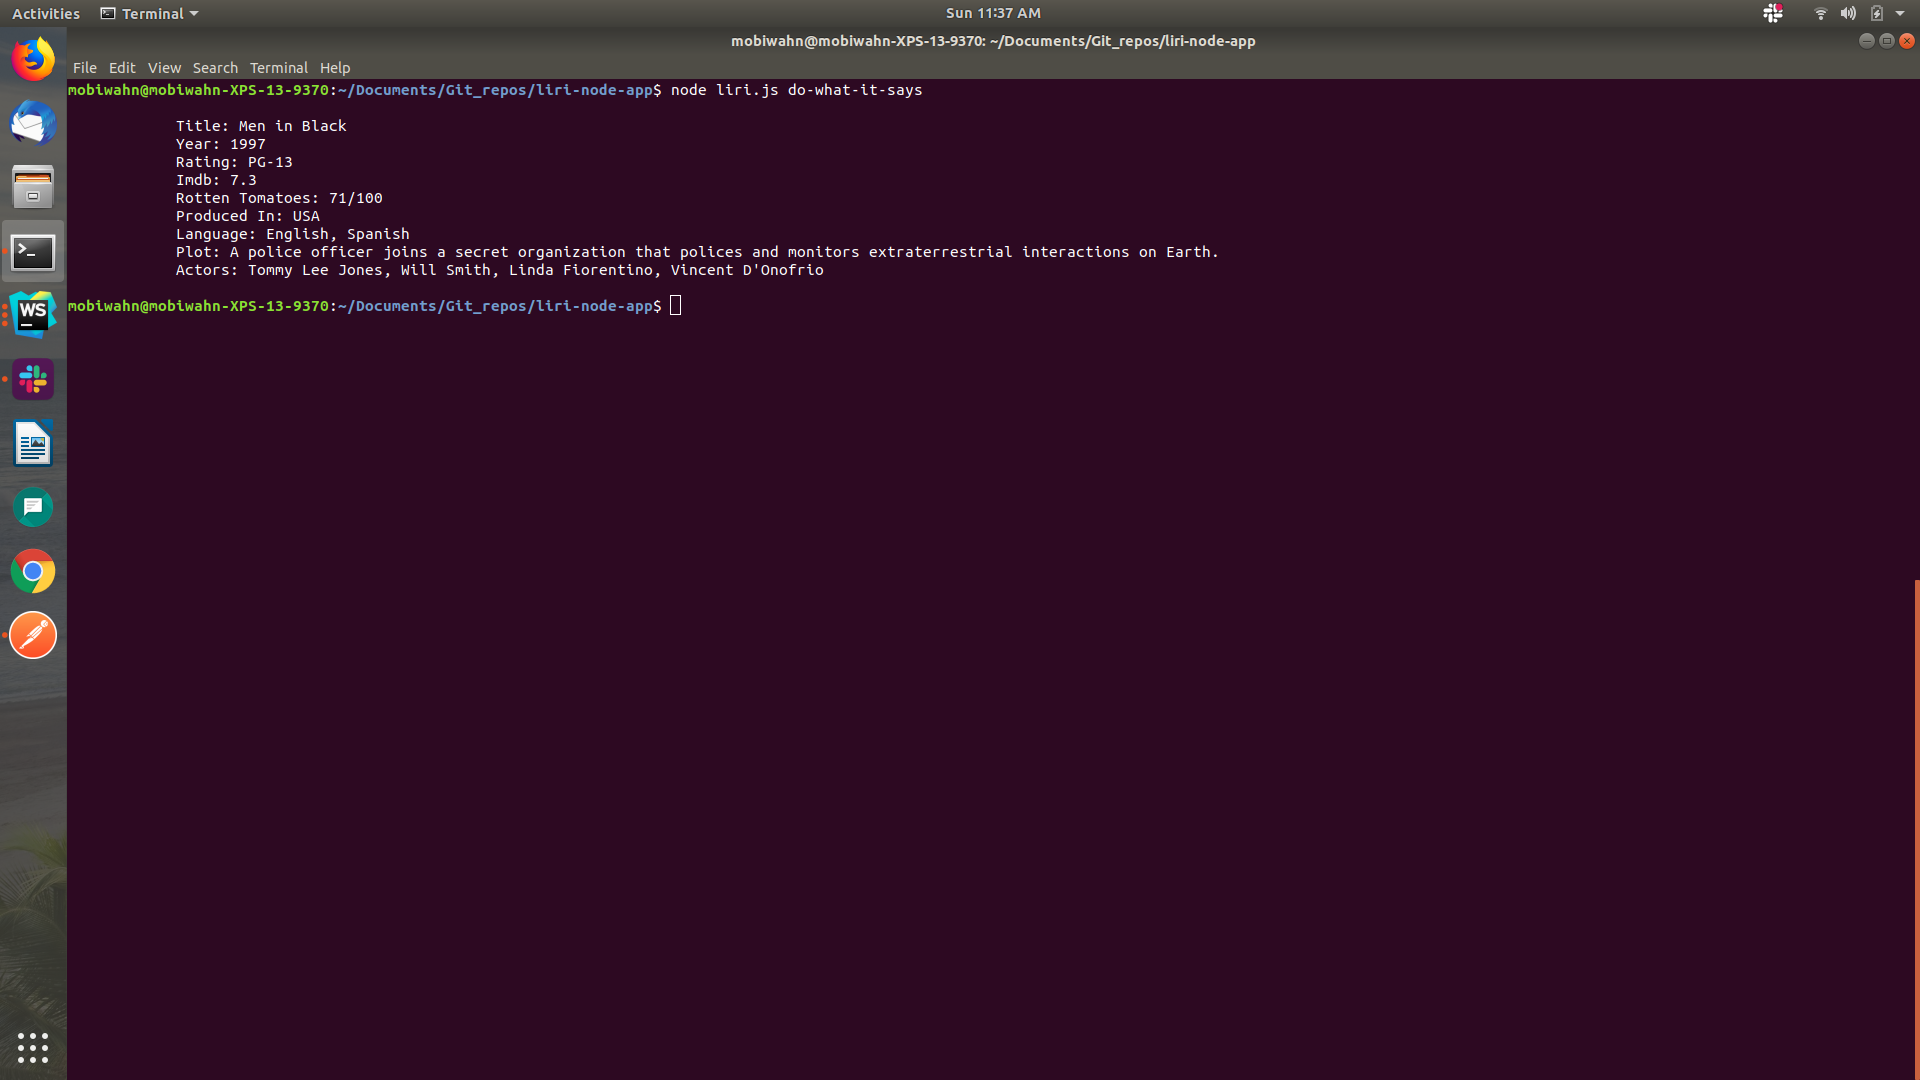 Activities Terminal Sun 11:37 AM
mobiwahn@mobiwahn-XPS-13-9370: ~/Documents/Git_repos/liri-node-app
File Edit View Search Terminal Help
mobiwahn@mobiwahn-XPS-13-9370:~/Documents/Git_repos/liri-node-app$ node liri.js do-what-it-says
Title: Men in Black
Year: 1997
Rating: PG-13
Imdb: 7.3
Rotten Tomatoes: 71/100
Produced In: USA
Language: English, Spanish
Plot: A police officer joins a secret organization that polices and monitors extraterrestrial interactions on Earth.
Actors: Tommy Lee Jones, Will Smith, Linda Fiorentino, Vincent D'Onofrio
mobiwahn@mobiwahn-XPS-13-9370:~/Documents/Git_repos/liri-node-app$
WS